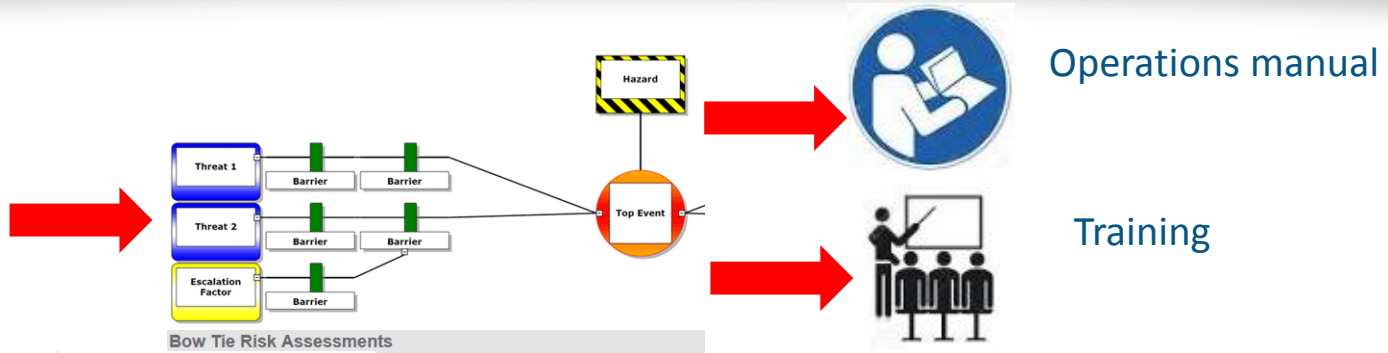 Operations manual
Hazard
Threat 1
Barrier
Barrier
Threat 2
Barrier
Barrier
Top Event
Training
Escalation
Factor
Barrier
Bow Tie Risk Assessments